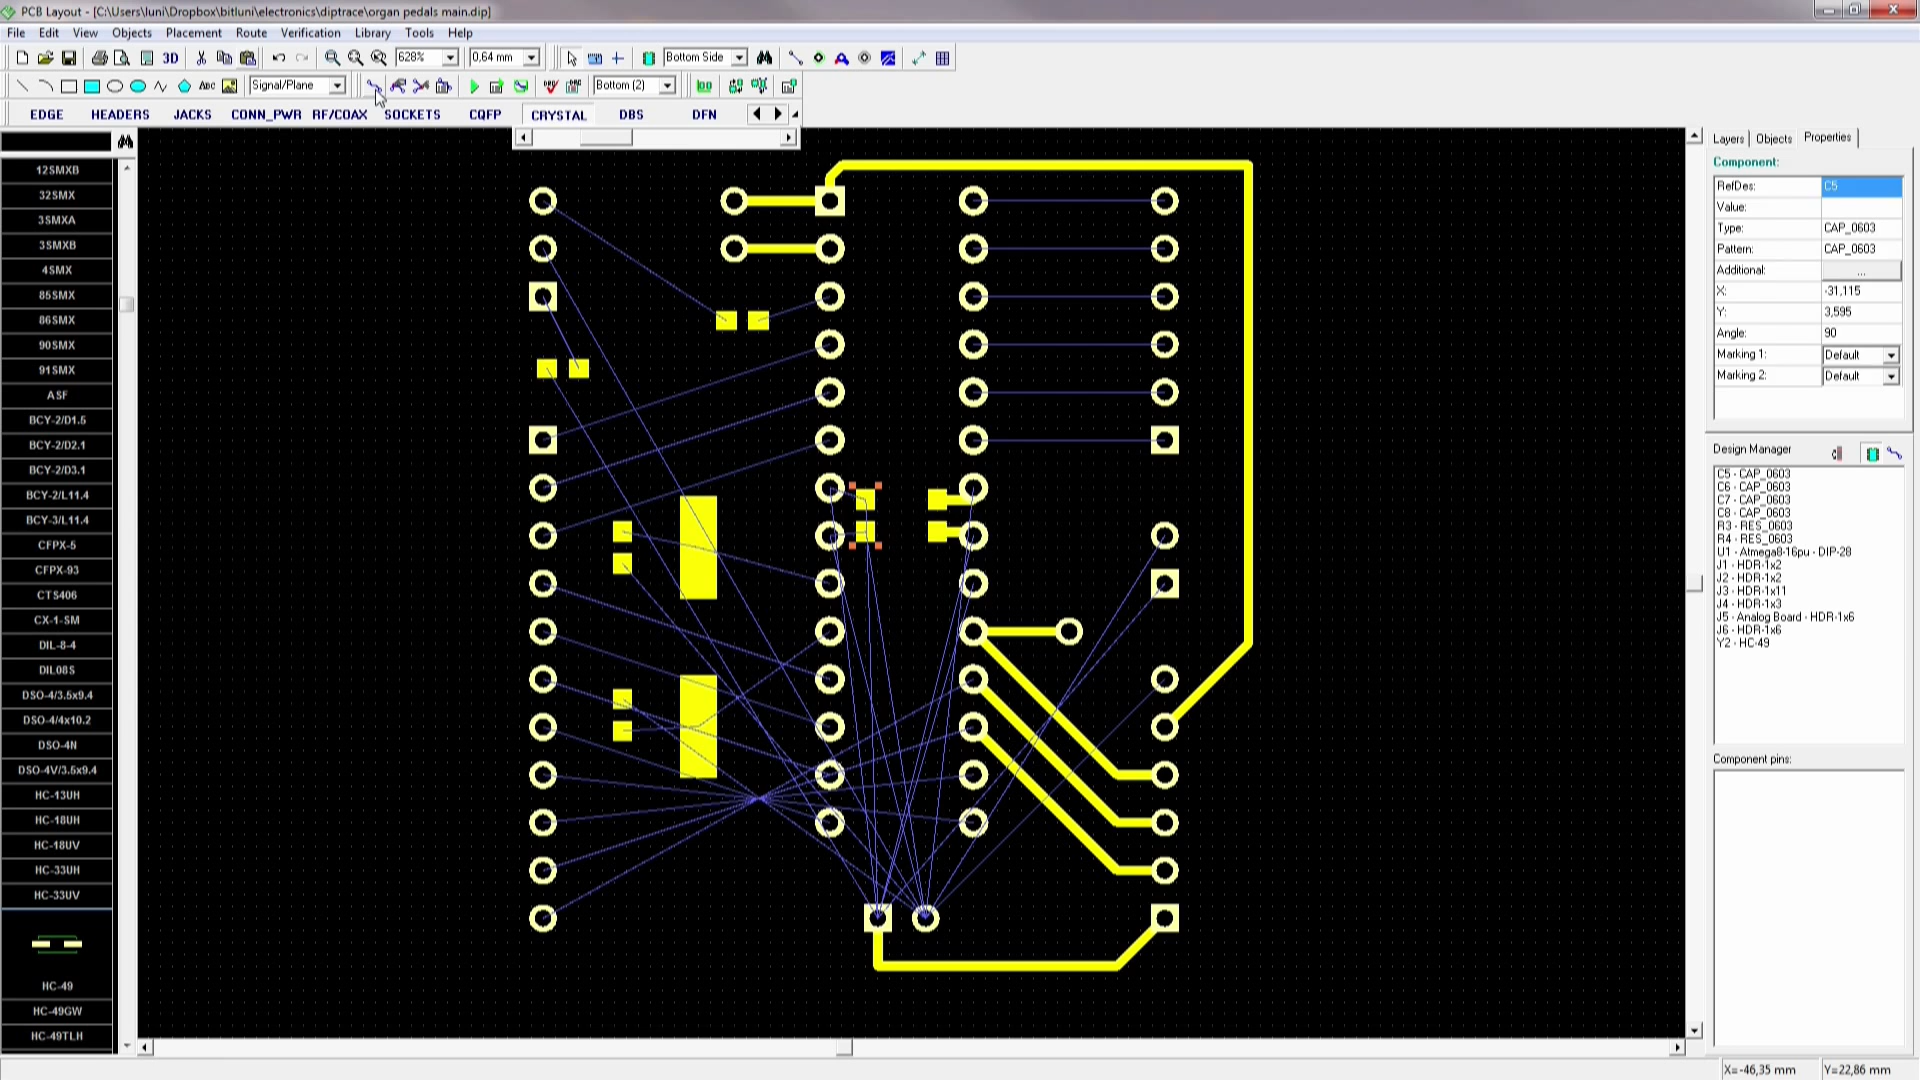 PCB Layout - [C:\Users\luni\Dropbox\bitluni\electronics\diptrace\organ pedals main.dip]
File Edit View Objects Placement Route Verification Library Tools Help
3D 628% 0,64 mm Bottom Side
Abc Signal/Plane Bottom (2)
EDGE HEADERS JACKS CONN_PWR RF/COAX SOCKETS CQFP CRYSTAL DBS DFN
12SMXB
32SMX
3SMXA
3SMXB
4SMX
85SMX
86SMX
90SMX
91SMX
ASF
BCY-2/D1.5
BCY-2/D2.1
BCY-2/D3.1
BCY-2/L11.4
BCY-3/L11.4
CFPX-5
CFPX-93
CTS406
CX-1-SM
DIL-8-4
DIL08S
DSO-4/3.5x9.4
DSO-4/4x10.2
DSO-4N
DSO-4V/3.5x9.4
HC-13UH
HC-18UH
HC-18UV
HC-33UH
HC-33UV
HC-49
HC-49GW
HC-49TLH
Layers Objects Properties
Component:
RefDes: C5
Value:
Type: CAP_0603
Pattern: CAP_0603
Additional: ...
X: -31,115
Y: 3,595
Angle: 90
Marking 1: Default
Marking 2: Default
Design Manager
C5 - CAP_0603
C6 - CAP_0603
C7 - CAP_0603
C8 - CAP_0603
R3 - RES_0603
R4 - RES_0603
U1 - Atmega8-16pu - DIP-28
J1 - HDR-1x2
J2 - HDR-1x2
J3 - HDR-1x11
J4 - HDR-1x3
J5 - Analog Board - HDR-1x6
J6 - HDR-1x6
Y2 - HC-49
Component pins:
X=-46,35 mm Y=22,86 mm